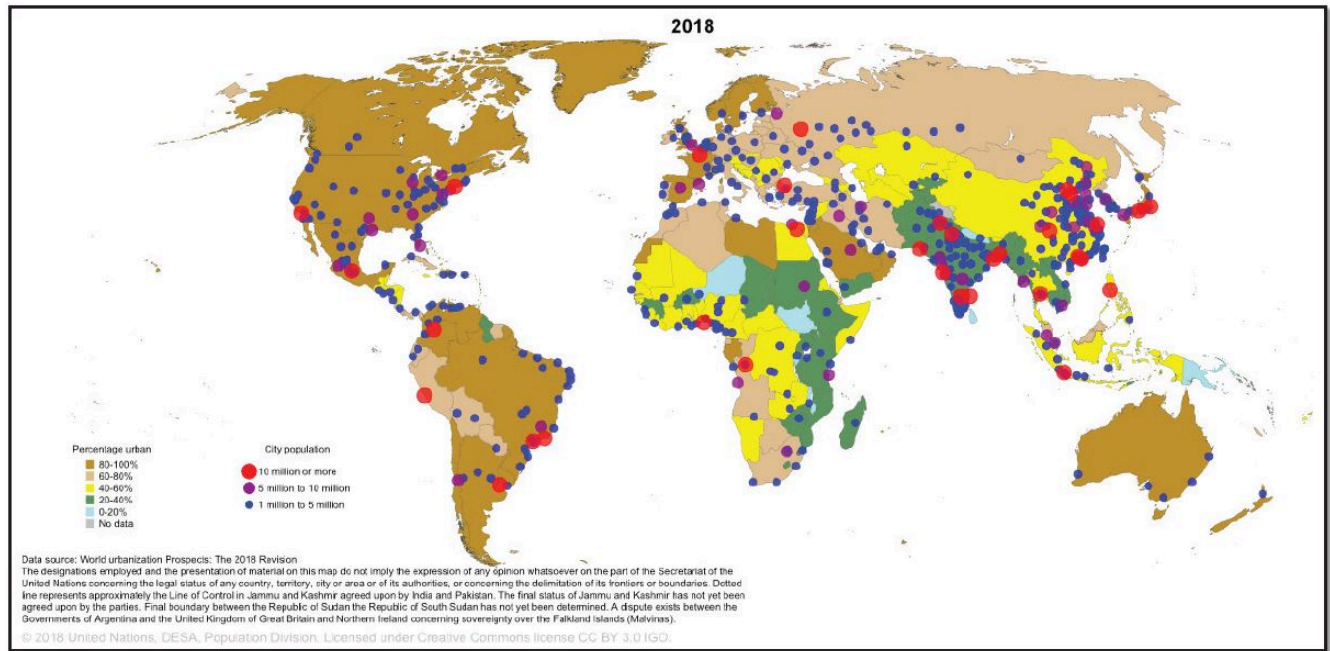 2018
Percentage urban
80-100%
60-80%
40-60%
20-40%
0-20%
No data
City population
10 million or more
5 million to 10 million
1 million to 5 million
Data source: World urbanization Prospects: The 2018 Revision
The designations employed and the presentation of material on this map do not imply the expression of any opinion whatsoever on the part of the Secretariat of the
United Nations concerning the legal status of any country, territory, city or area or of its authorities, or concerning the delimitation of its frontiers or boundaries. Dotted
line represents approximately the Line of Control in Jammu and Kashmir agreed upon by India and Pakistan. The final status of Jammu and Kashmir has not yet been
agreed upon by the parties. Final boundary between the Republic of Sudan the Republic of South Sudan has not yet been determined. A dispute exists between the
Governments of Argentina and the United Kingdom of Great Britain and Northern Ireland concerning sovereignty over the Falkland Islands (Malvinas).
© 2018 United Nations, DESA, Population Division. Licensed under Creative Commons license CC BY 3.0 IGO.